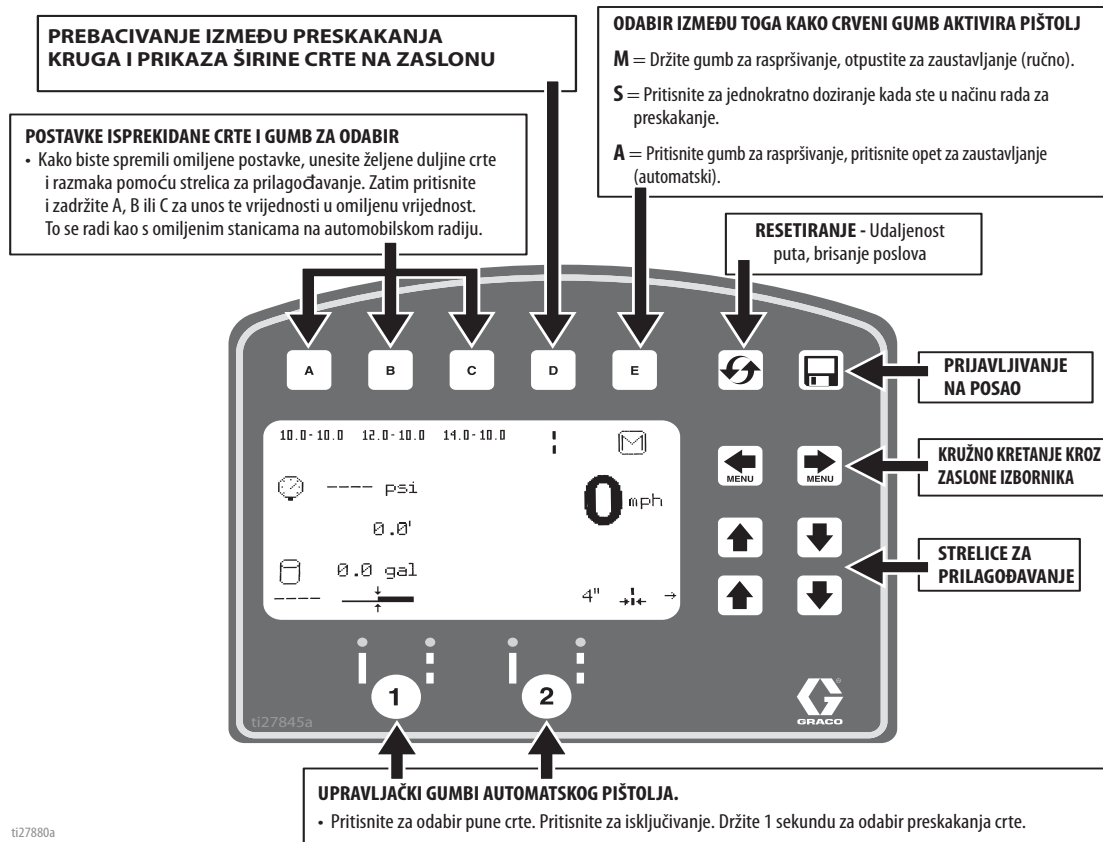 PREBACIVANJE IZMEĐU PRESKAKANJA
KRUGA I PRIKAZA ŠIRINE CRTE NA ZASLONU
POSTAVKE ISPREKIDANE CRTE I GUMB ZA ODABIR
• Kako biste spremili omiljene postavke, unesite željene duljine crte
i razmaka pomoću strelica za prilagođavanje. Zatim pritisnite
i zadržite A, B ili C za unos te vrijednosti u omiljenu vrijednost.
To se radi kao s omiljenim stanicama na automobilskom radiju.
ODABIR IZMEĐU TOGA KAKO CRVENI GUMB AKTIVIRA PIŠTOLJ
M = Držite gumb za raspršivanje, otpustite za zaustavljanje (ručno).
S = Pritisnite za jednokratno doziranje kada ste u načinu rada za
preskakanje.
A = Pritisnite gumb za raspršivanje, pritisnite opet za zaustavljanje
(automatski).
RESETIRANJE - Udaljenost
puta, brisanje poslova
A B C D E
PRIJAVLJIVANJE
NA POSAO
10.0-10.0 12.0-10.0 14.0-10.0
M
---- psi
0 mph
0.0'
0.0 gal
----
4"
MENU MENU
KRUŽNO KRETANJE KROZ
ZASLONE IZBORNIKA
STRELICE ZA
PRILAGOĐAVANJE
1 2
GRACO
ti27845a
UPRAVLJAČKI GUMBI AUTOMATSKOG PIŠTOLJA.
• Pritisnite za odabir pune crte. Pritisnite za isključivanje. Držite 1 sekundu za odabir preskakanja crte.
ti27880a